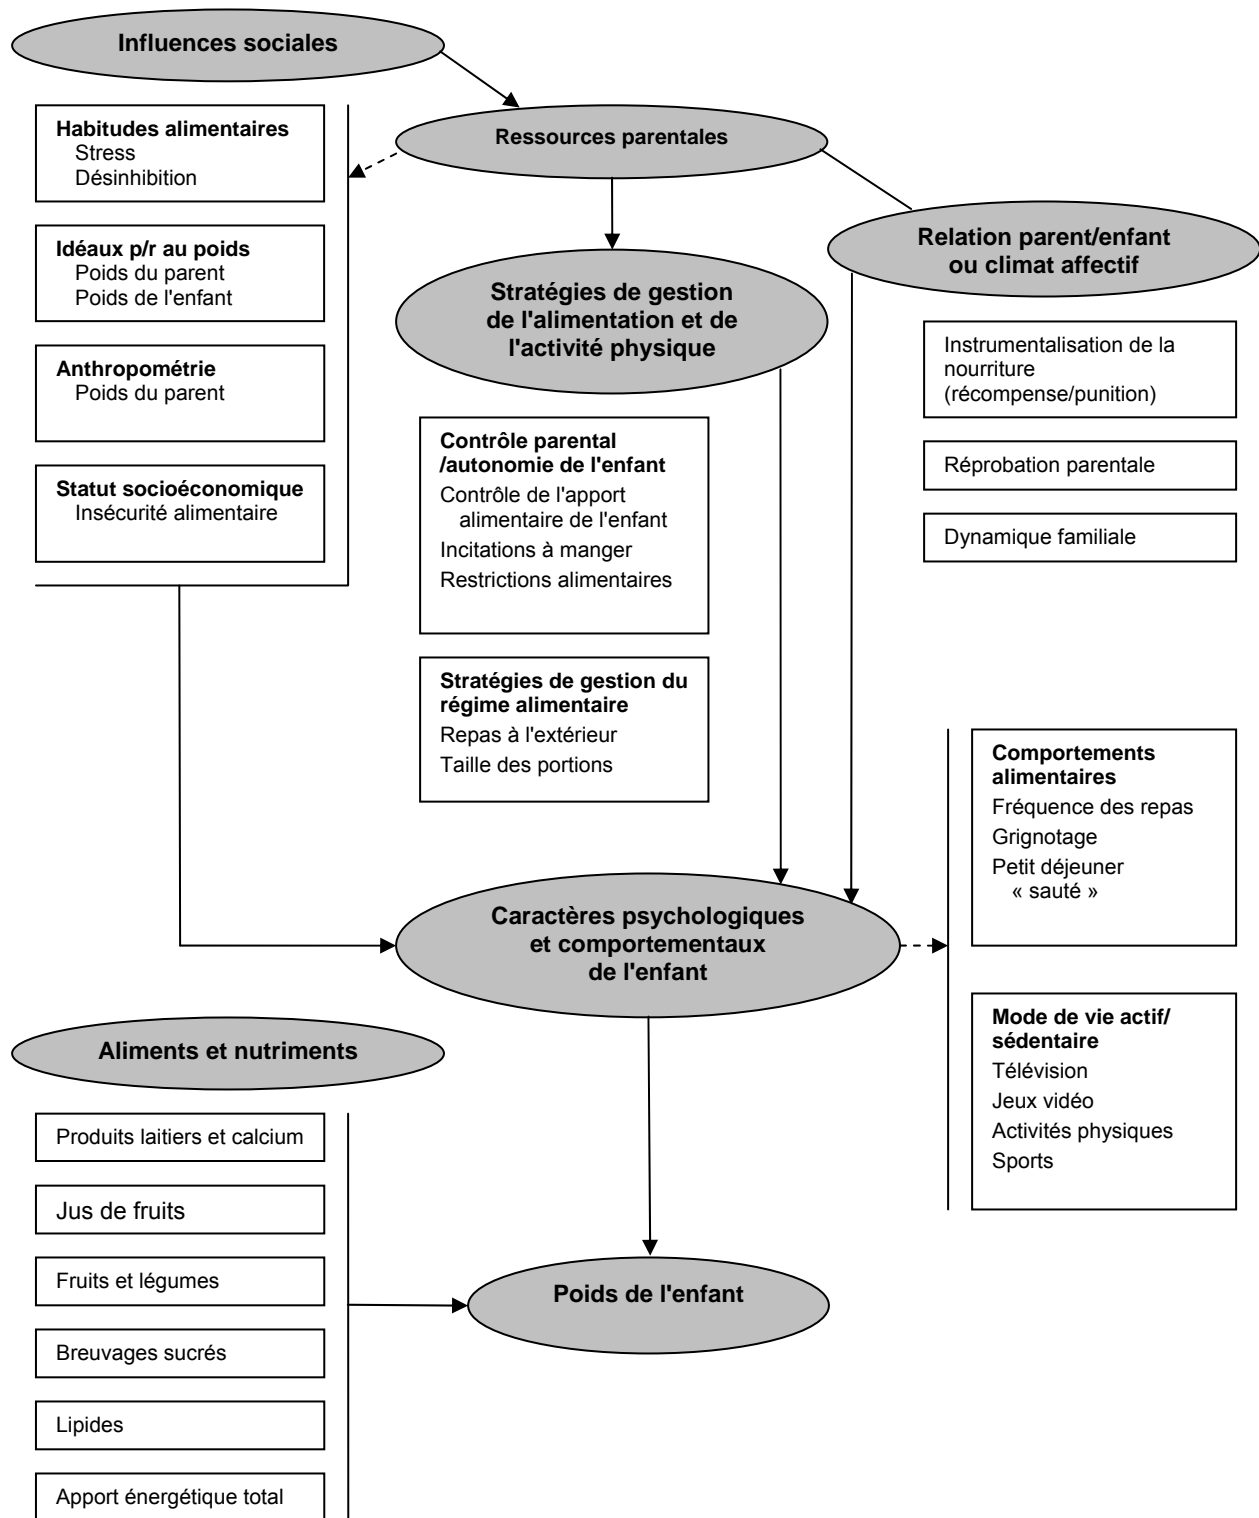 Influences sociales
Ressources parentales
Habitudes alimentaires
Stress
Désinhibition
Idéaux p/r au poids
Poids du parent
Poids de l'enfant
Anthropométrie
Poids du parent
Statut socioéconomique
Insécurité alimentaire
Stratégies de gestion
de l'alimentation et de
l'activité physique
Relation parent/enfant
ou climat affectif
Instrumentalisation de la
nourriture
(récompense/punition)
Réprobation parentale
Dynamique familiale
Contrôle parental
/autonomie de l'enfant
Contrôle de l'apport
alimentaire de l'enfant
Incitations à manger
Restrictions alimentaires
Stratégies de gestion du
régime alimentaire
Repas à l'extérieur
Taille des portions
Comportements
alimentaires
Fréquence des repas
Grignotage
Petit déjeuner
« sauté »
Caractères psychologiques
et comportementaux
de l'enfant
Mode de vie actif/
sédentaire
Télévision
Jeux vidéo
Activités physiques
Sports
Aliments et nutriments
Produits laitiers et calcium
Jus de fruits
Fruits et légumes
Breuvages sucrés
Lipides
Apport énergétique total
Poids de l'enfant